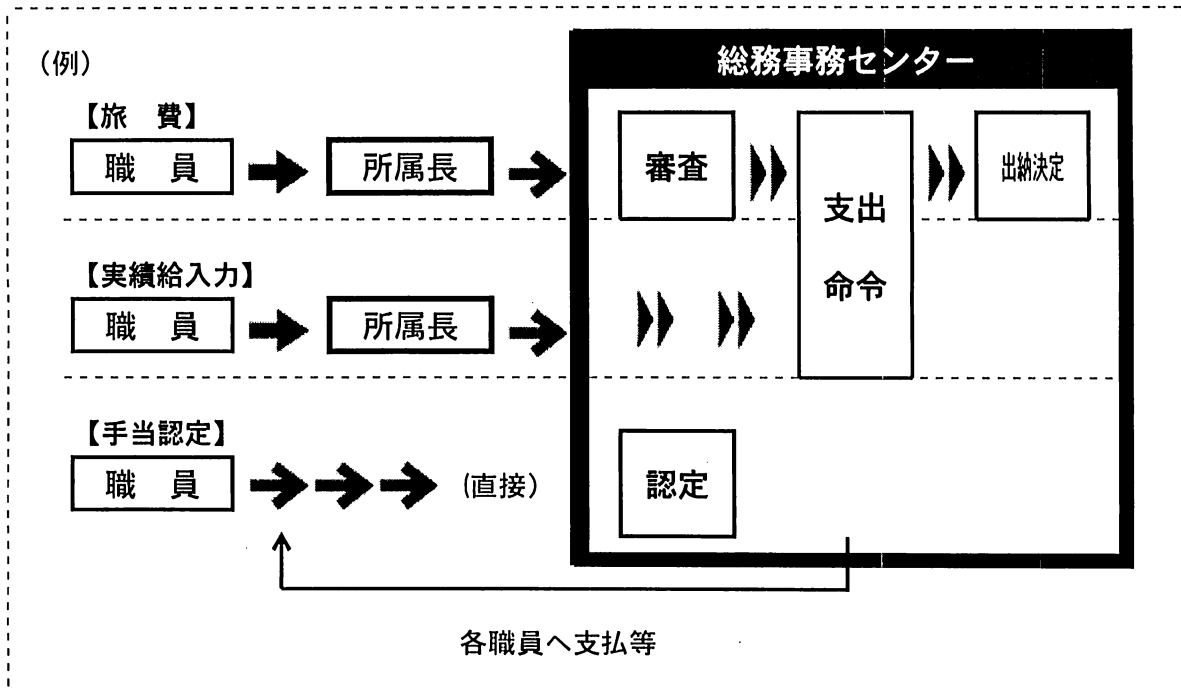 （例）
総務事務センター
【旅　費】
職　員
所属長
審査
支出
命令
出納決定
【実績給入力】
職　員
所属長
【手当認定】
職　員
(直接）
認定
各職員へ支払等